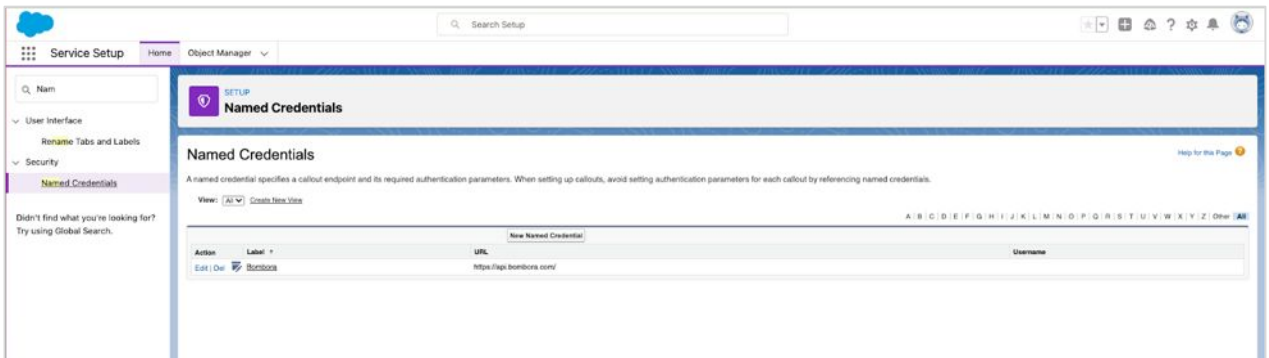 Search Setup
Service Setup
Home
Object Manager
Nam
User Interface
Rename Tabs and Labels
Security
Named Credentials
Didn't find what you're looking for?
Try using Global Search.
SETUP
Named Credentials
Named Credentials
Help for this Page
A named credential specifies a callout endpoint and its required authentication parameters. When setting up callouts, avoid setting authentication parameters for each callout by referencing named credentials.
View: All Create New View
A | B | C | D | E | F | G | H | I | J | K | L | M | N | O | P | Q | R | S | T | U | V | W | X | Y | Z | Other | All
New Named Credential
Action Label URL Username
Edit | Del Bombora https://api.bombora.com/